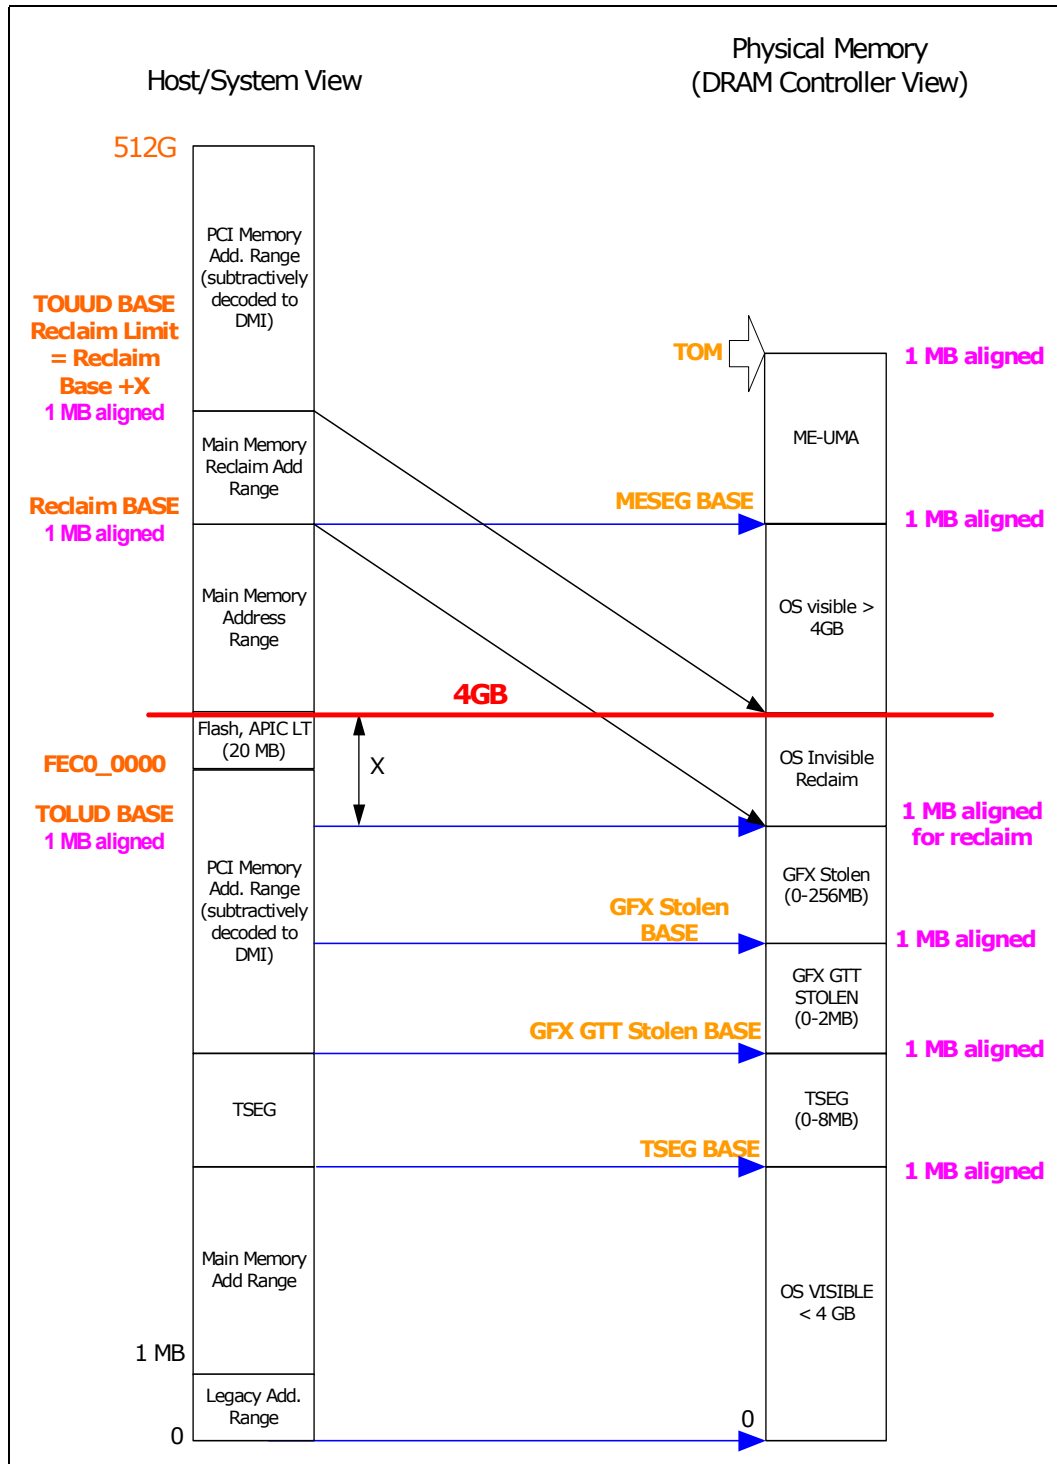 Host/System View
Physical Memory
(DRAM Controller View)
512G
PCI Memory
Add. Range
(subtractively
decoded to
DMI)
TOUUD BASE
Reclaim Limit
= Reclaim
Base +X
1 MB aligned
TOM
1 MB aligned
Main Memory
Reclaim Add
Range
ME-UMA
Reclaim BASE
1 MB aligned
MESEG BASE
1 MB aligned
Main Memory
Address
Range
OS visible >
4GB
4GB
Flash, APIC LT
(20 MB)
FEC0_0000
X
OS Invisible
Reclaim
TOLUD BASE
1 MB aligned
1 MB aligned
for reclaim
PCI Memory
Add. Range
(subtractively
decoded to
DMI)
GFX Stolen
(0-256MB)
GFX Stolen
BASE
1 MB aligned
GFX GTT
STOLEN
(0-2MB)
GFX GTT Stolen BASE
1 MB aligned
TSEG
TSEG
(0-8MB)
TSEG BASE
1 MB aligned
Main Memory
Add Range
OS VISIBLE
< 4 GB
1 MB
Legacy Add.
Range
0
0